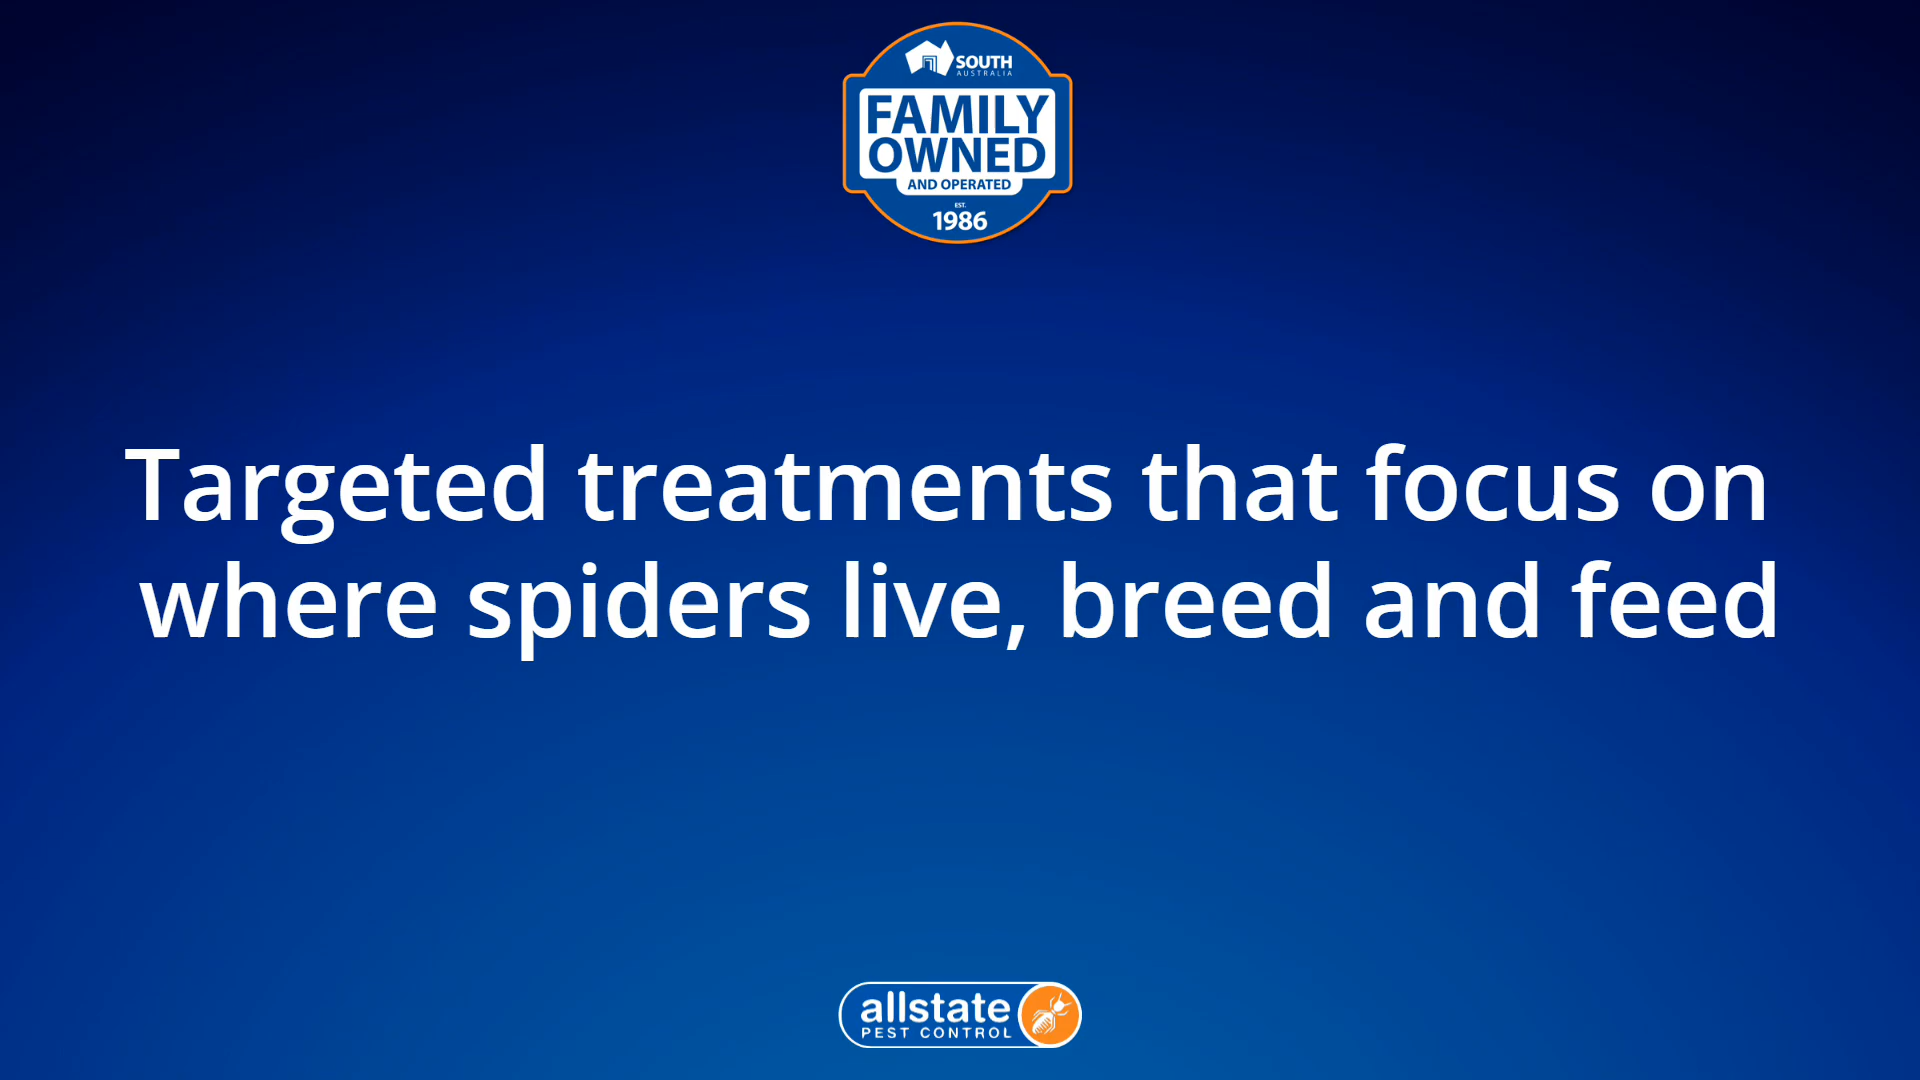 SOUTH
AUSTRALIA
FAMILY
OWNED
AND OPERATED
EST.
1986
Targeted treatments that focus on
where spiders live, breed and feed
allstate
PEST CONTROL